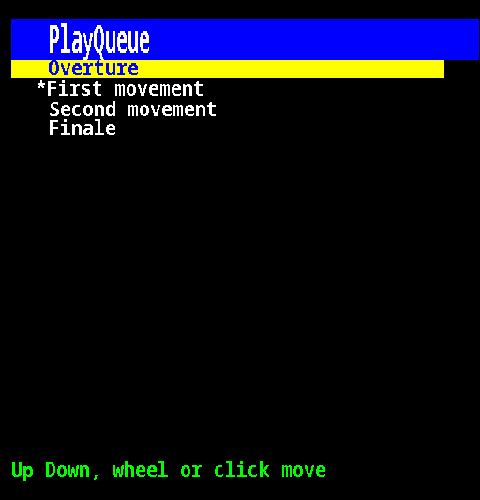 PlayQueue
Overture
*First movement
Second movement
Finale
Up Down, wheel or click move